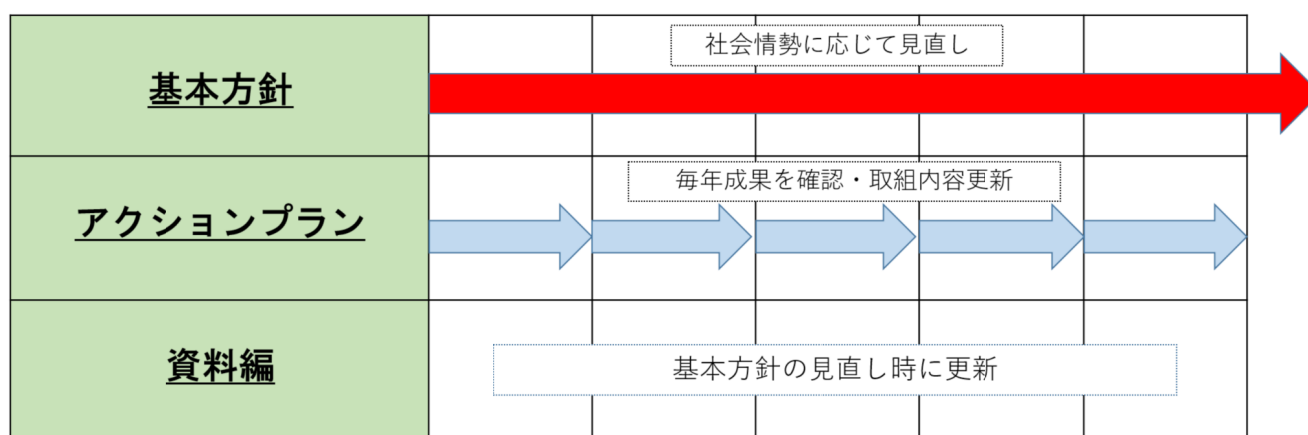 社会情勢に応じて見直し
基本方針
毎年成果を確認・取組内容更新
アクションプラン
資料編
基本方針の見直し時に更新